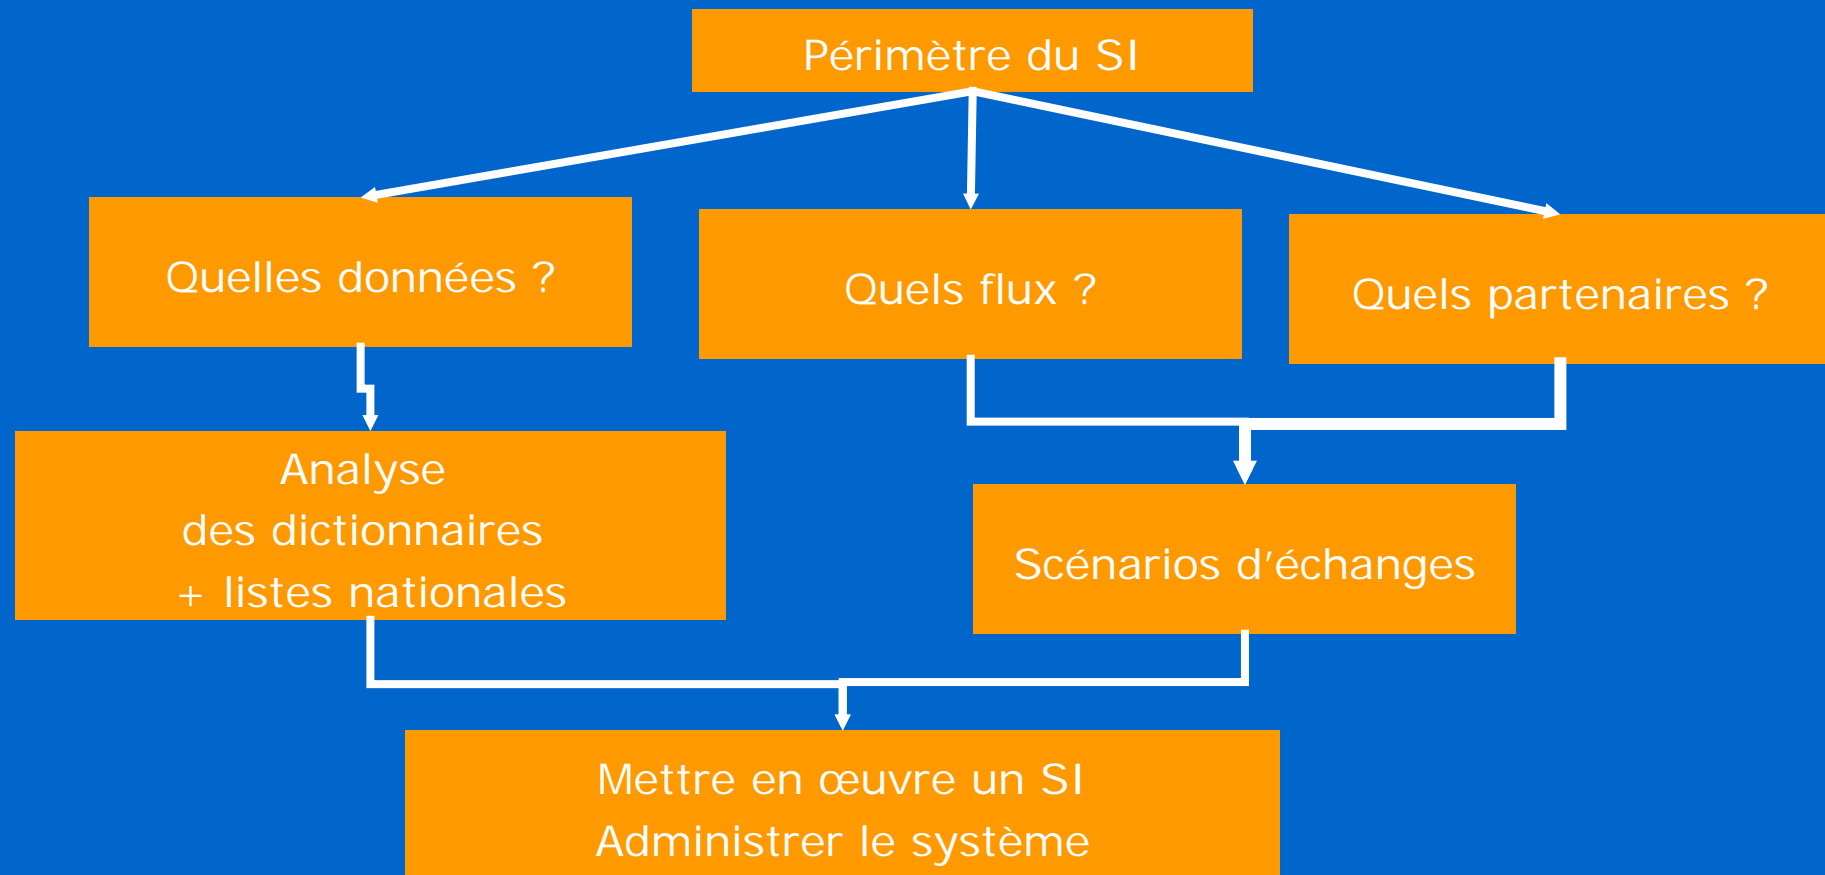 Périmètre du SI
Quelles données ?
Quels flux ?
Quels partenaires ?
Analyse
des dictionnaires
+ listes nationales
Scénarios d’échanges
Mettre en œuvre un SI
Administrer le système